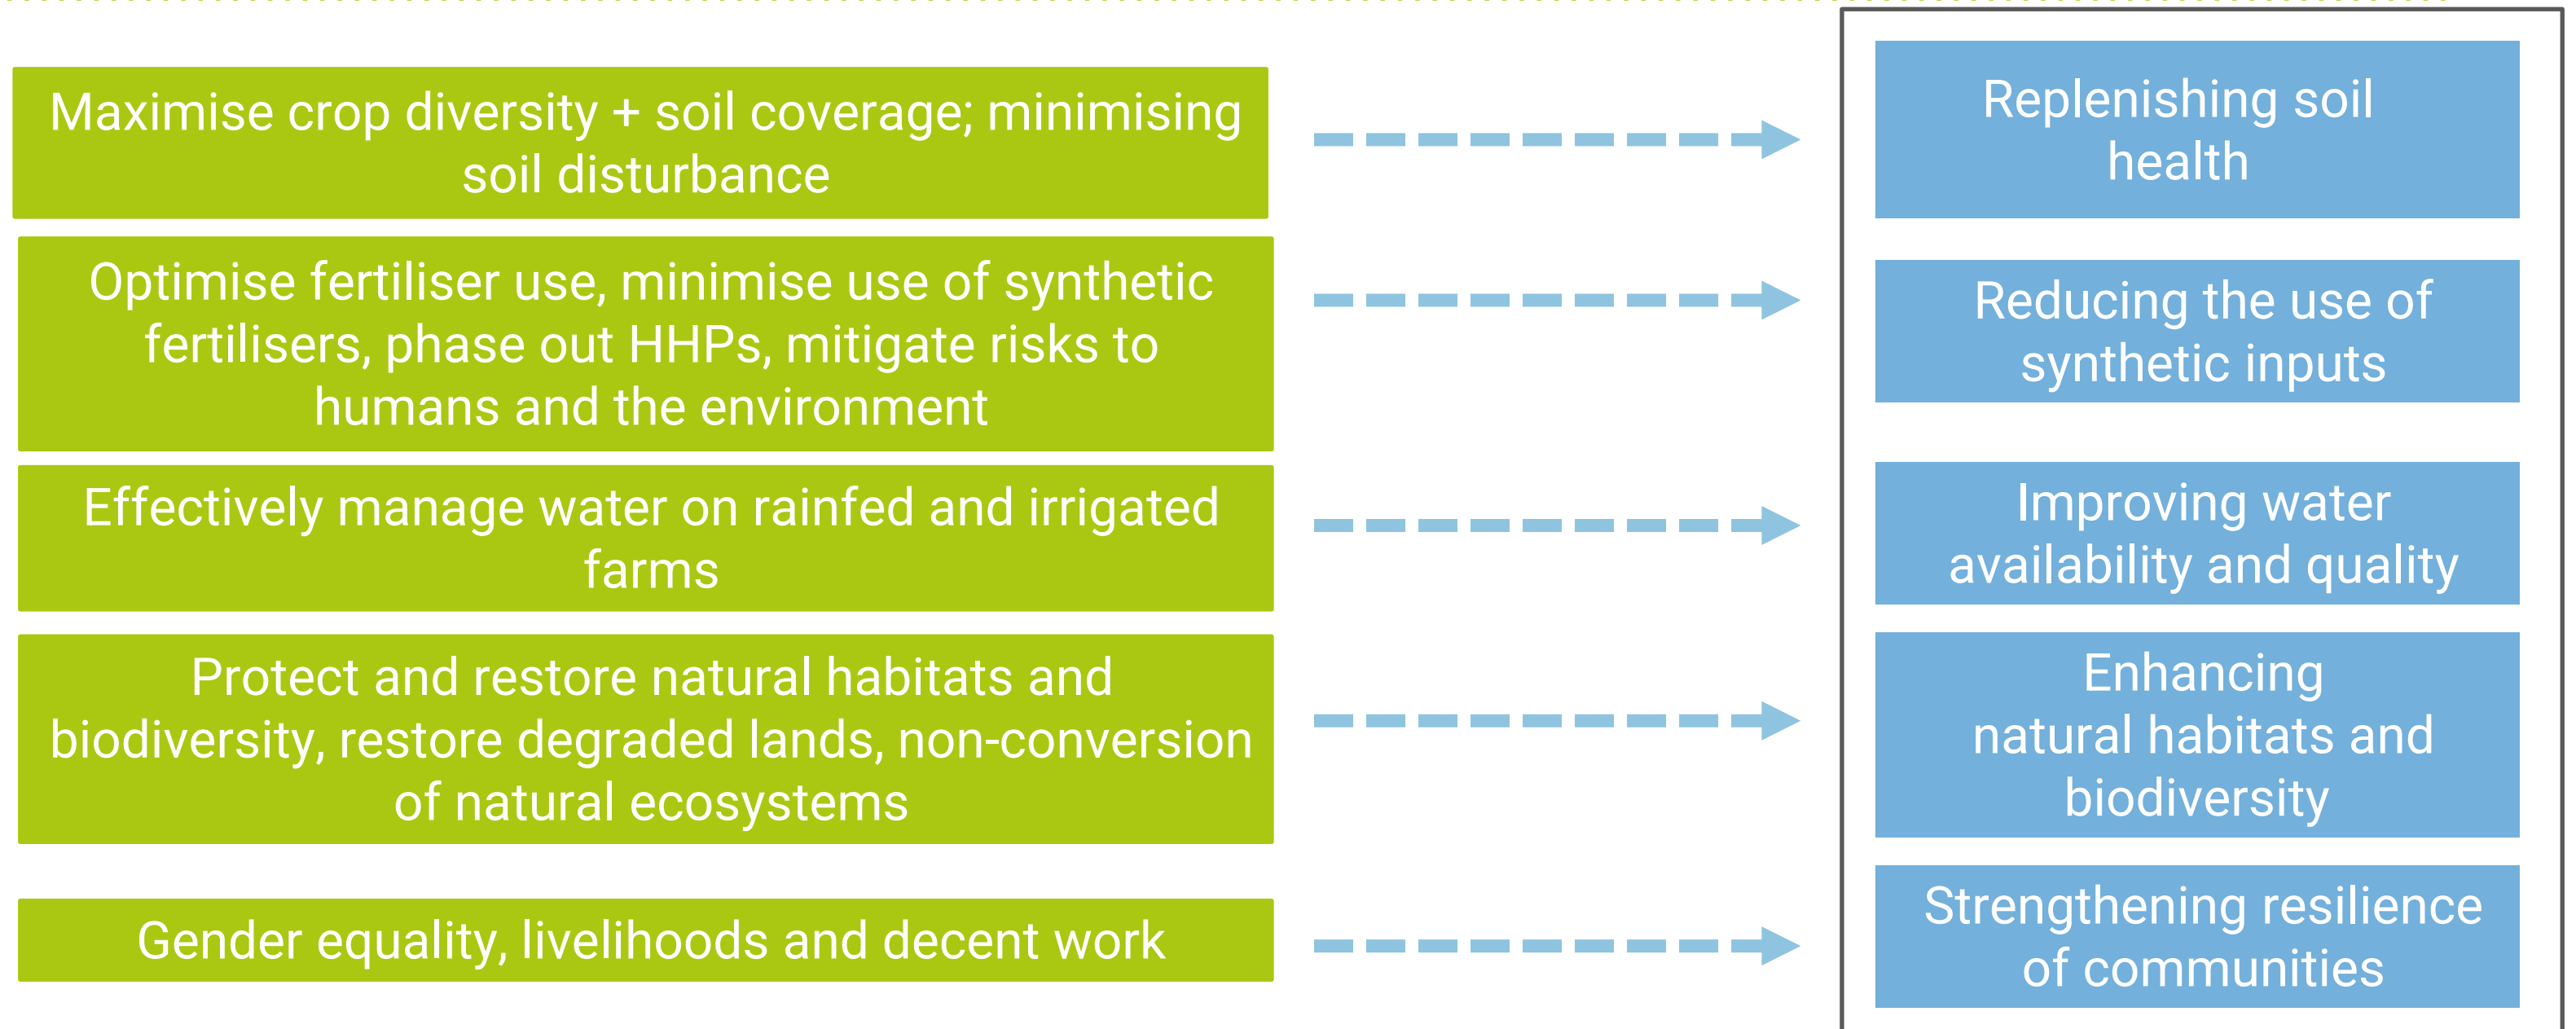 Maximise crop diversity + soil coverage; minimising
soil disturbance
Replenishing soil
health
Optimise fertiliser use, minimise use of synthetic
fertilisers, phase out HHPs, mitigate risks to
humans and the environment
Reducing the use of
synthetic inputs
Effectively manage water on rainfed and irrigated
farms
Improving water
availability and quality
Protect and restore natural habitats and
biodiversity, restore degraded lands, non-conversion
of natural ecosystems
Enhancing
natural habitats and
biodiversity
Gender equality, livelihoods and decent work
Strengthening resilience
of communities